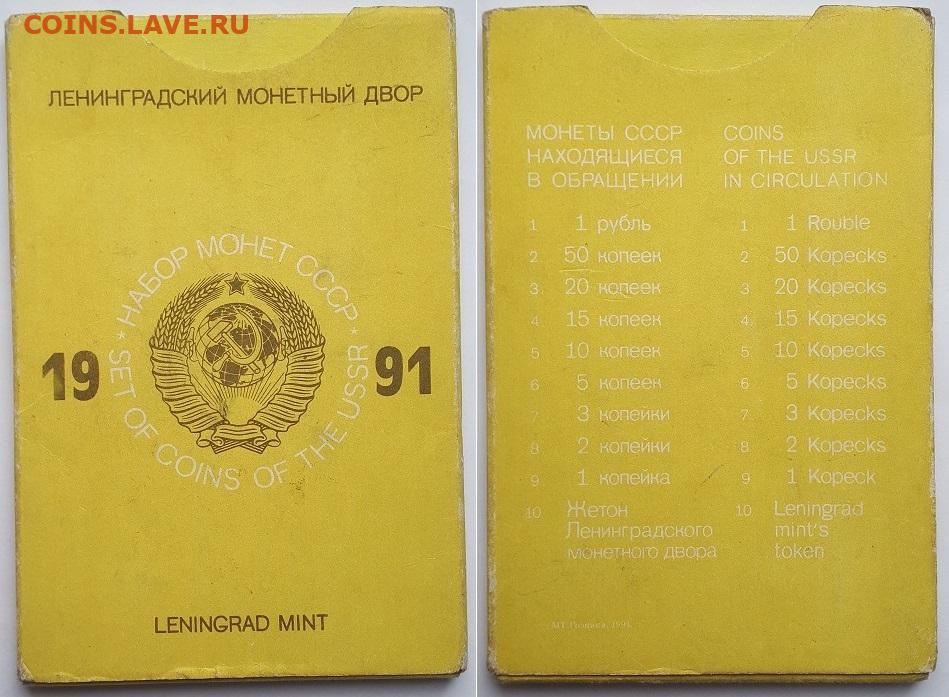 COINS.LAVE.RU
ЛЕНИНГРАДСКИЙ МОНЕТНЫЙ ДВОР
* НАБОР МОНЕТ СССР *
19 91
SET OF COINS OF THE USSR
LENINGRAD MINT
МОНЕТЫ СССР
НАХОДЯЩИЕСЯ
В ОБРАЩЕНИИ
1 1 рубль
2 50 копеек
3 20 копеек
4 15 копеек
5 10 копеек
6 5 копеек
7 3 копейки
8 2 копейки
9 1 копейка
10 Жетон
Ленинградского
монетного двора
COINS
OF THE USSR
IN CIRCULATION
1 1 Rouble
2 50 Kopecks
3 20 Kopecks
4 15 Kopecks
5 10 Kopecks
6 5 Kopecks
7 3 Kopecks
8 2 Kopecks
9 1 Kopeck
10 Leningrad
mint's
token
МТ Гознака, 1991